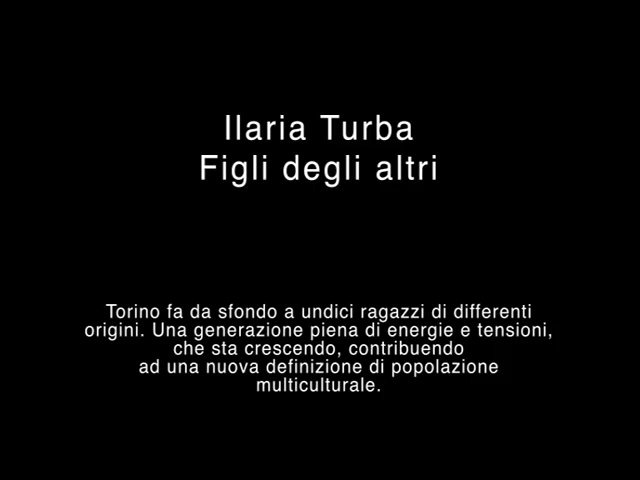 Ilaria Turba
Figli degli altri
Torino fa da sfondo a undici ragazzi di differenti
origini. Una generazione piena di energie e tensioni,
che sta crescendo, contribuendo
ad una nuova definizione di popolazione
multiculturale.